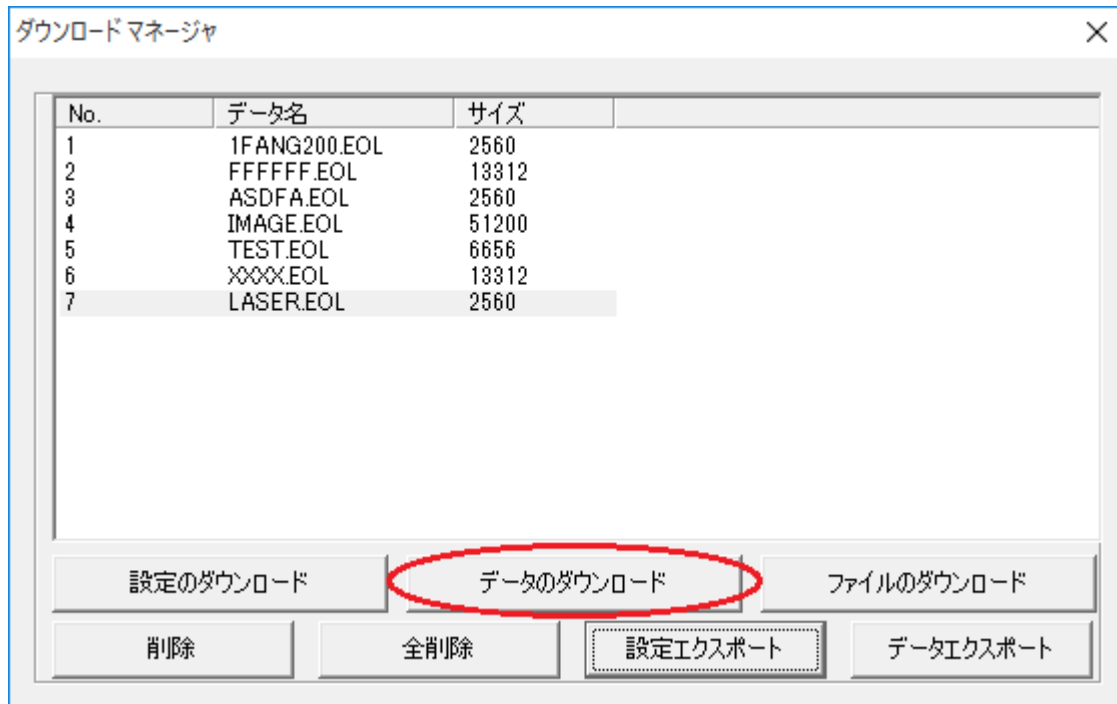 ダウンロード マネージャ
No. データ名 サイズ
1 1FANG200.EOL 2560
2 FFFFFF.EOL 13312
3 ASDFA.EOL 2560
4 IMAGE.EOL 51200
5 TEST.EOL 6656
6 XXXX.EOL 13312
7 LASER.EOL 2560
設定のダウンロード データのダウンロード ファイルのダウンロード
削除 全削除 設定エクスポート データエクスポート